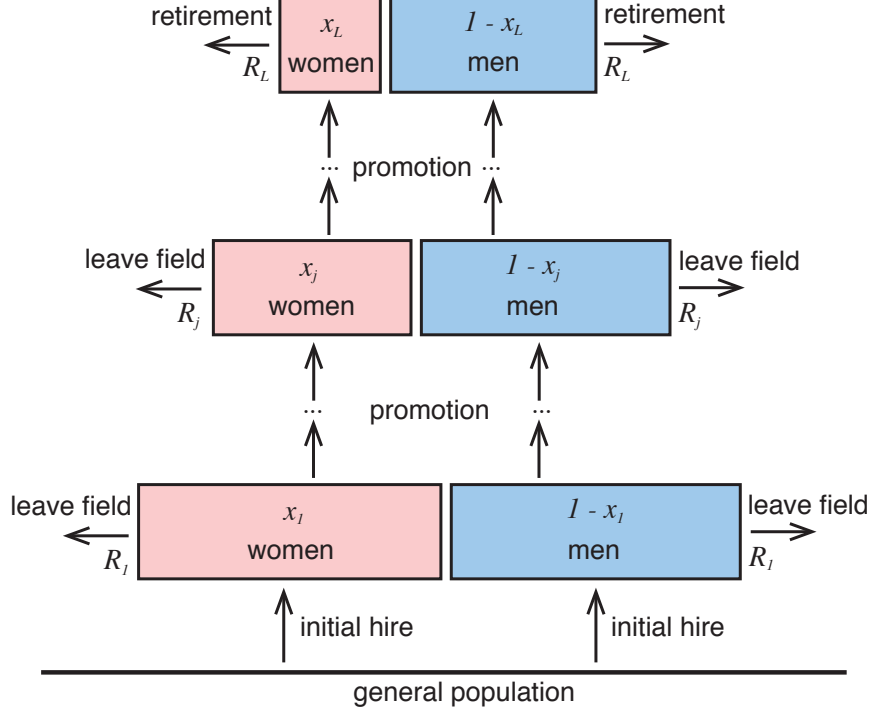 retirement x_L 1 - x_L retirement
R_L women men R_L
... promotion ...
leave field x_j 1 - x_j leave field
R_j women men R_j
... promotion ...
leave field x_1 1 - x_1 leave field
R_1 women men R_1
initial hire initial hire
general population